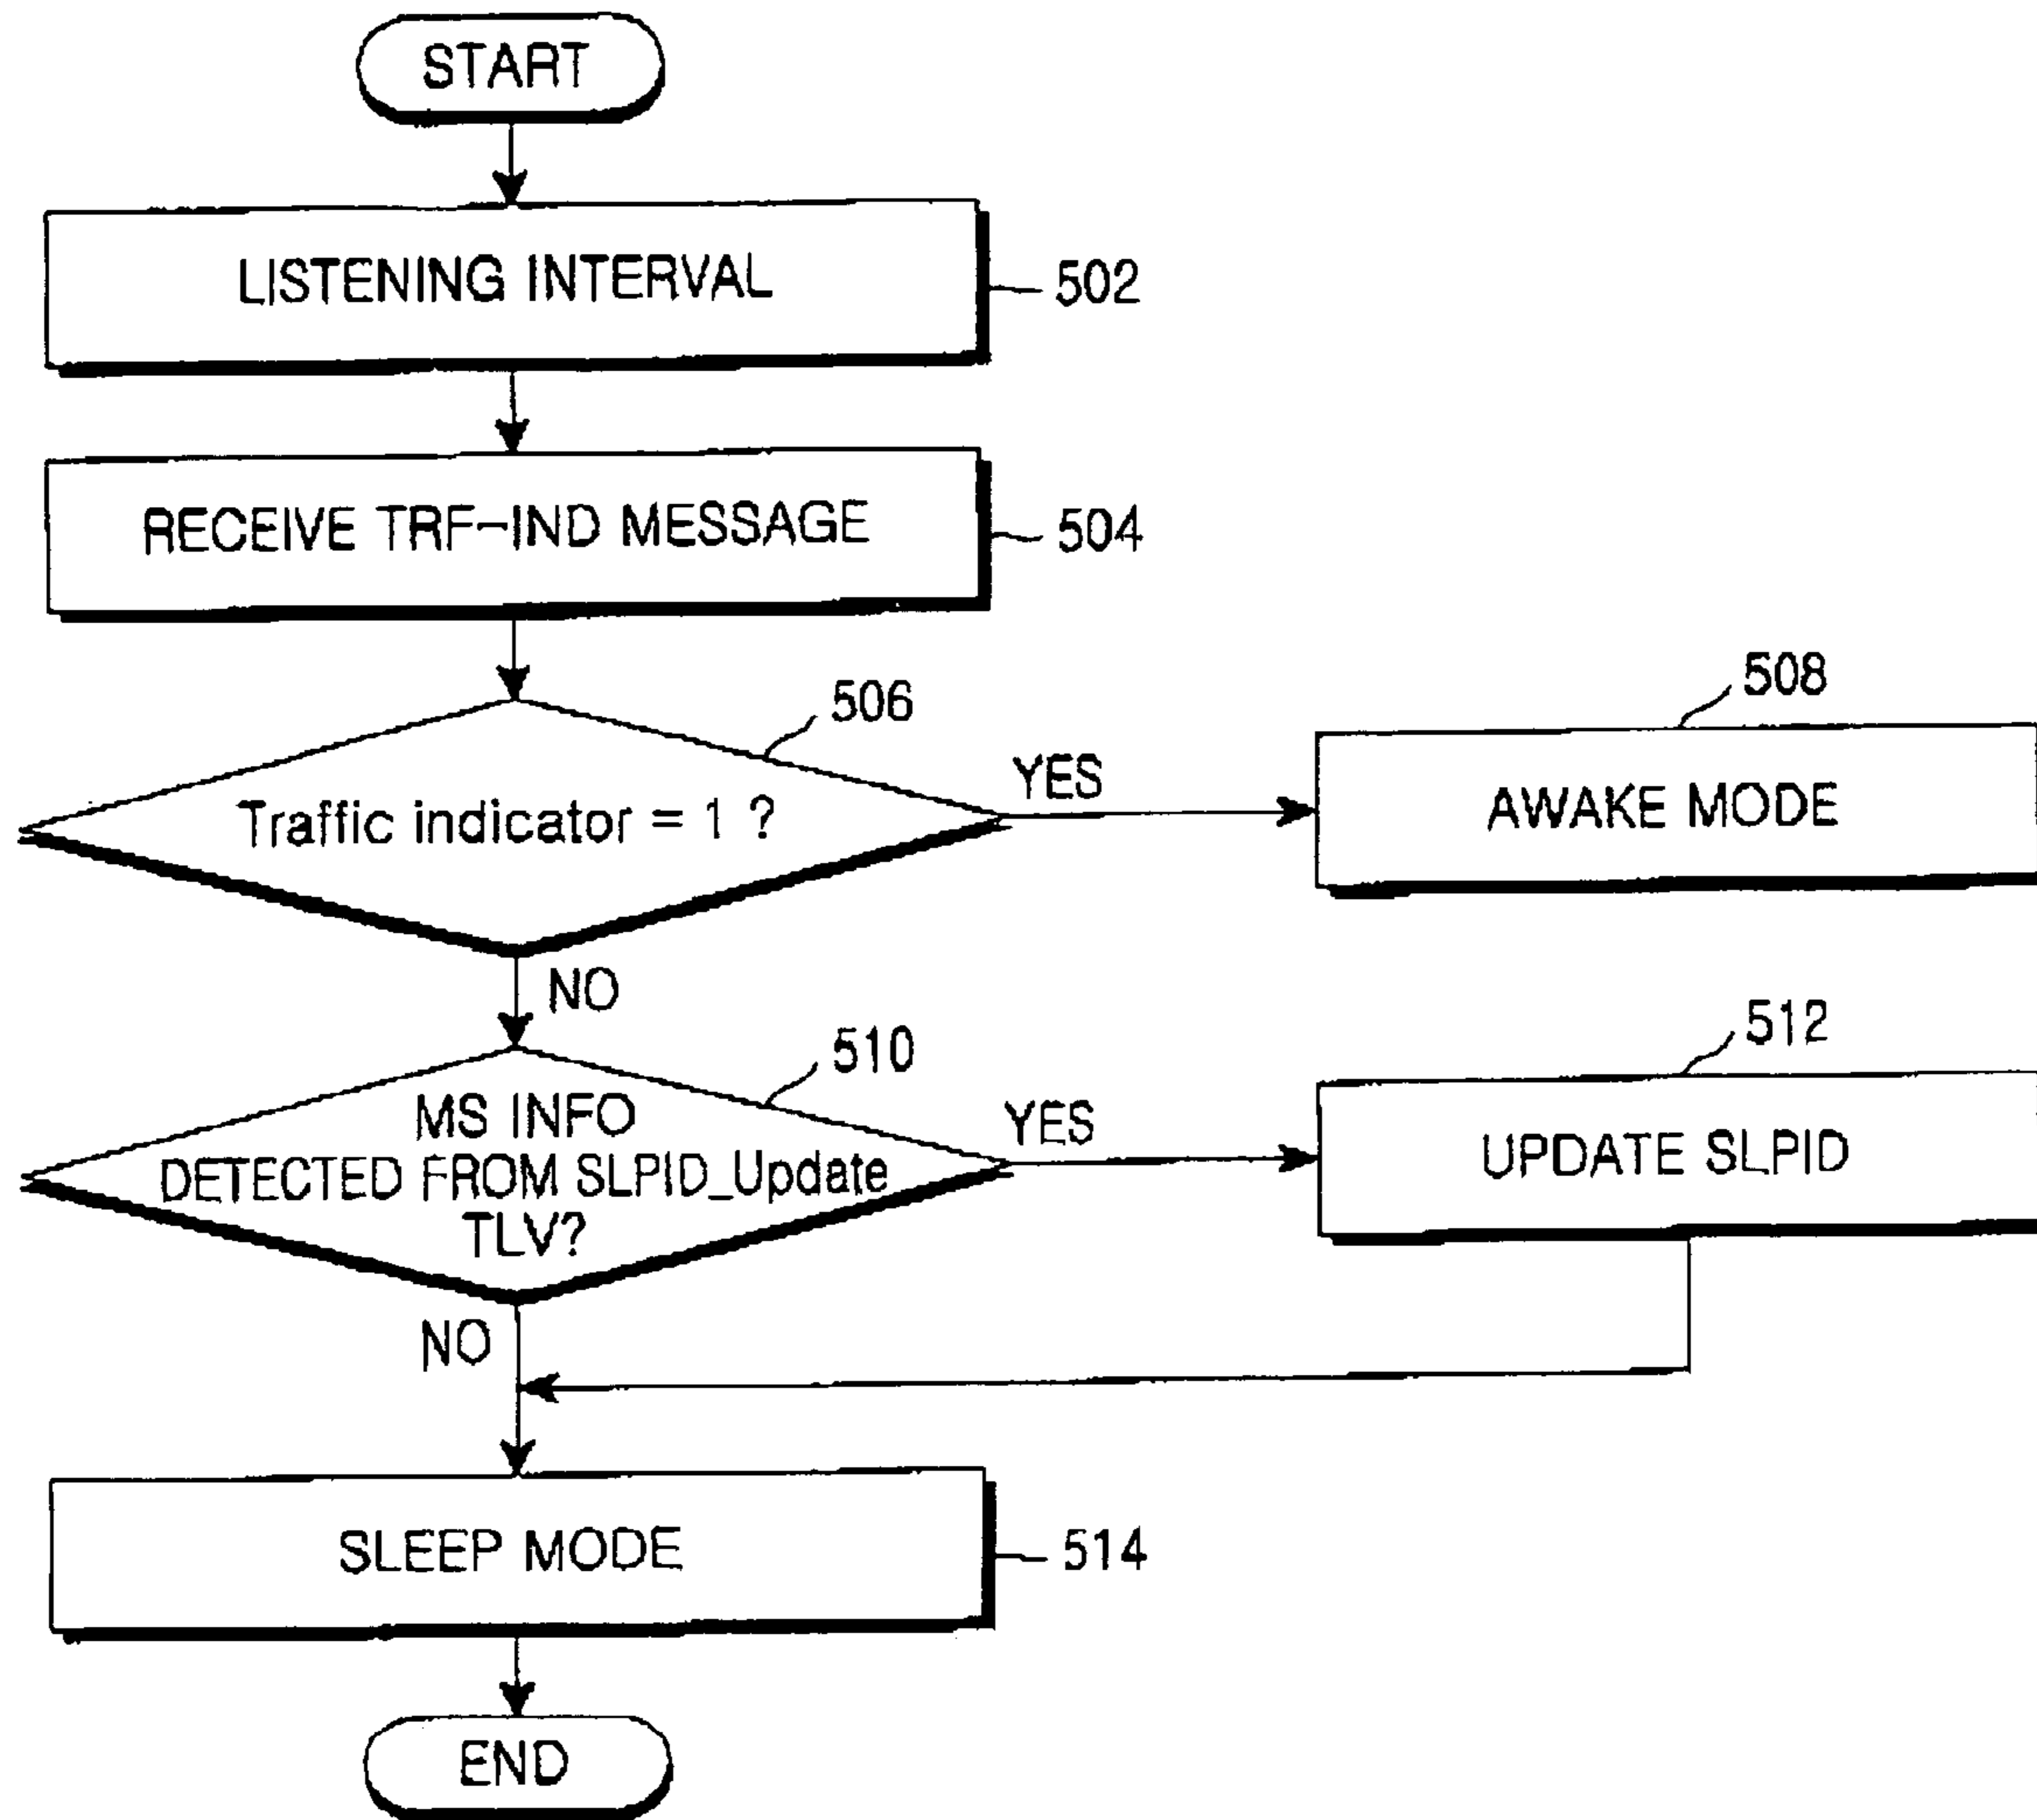 START
LISTENING INTERVAL
502
RECEIVE TRF-IND MESSAGE
504
506
Traffic indicator = 1 ?
YES
508
AWAKE MODE
NO
510
MS INFO
DETECTED FROM SLPID_Update
TLV?
YES
512
UPDATE SLPID
NO
SLEEP MODE
514
END